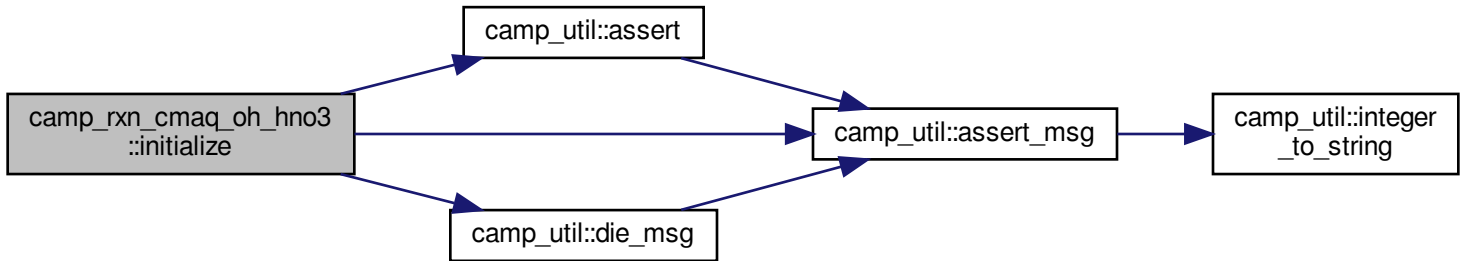 camp_rxn_cmaq_oh_hno3
::initialize
camp_util::assert
camp_util::die_msg
camp_util::assert_msg
camp_util::integer
_to_string